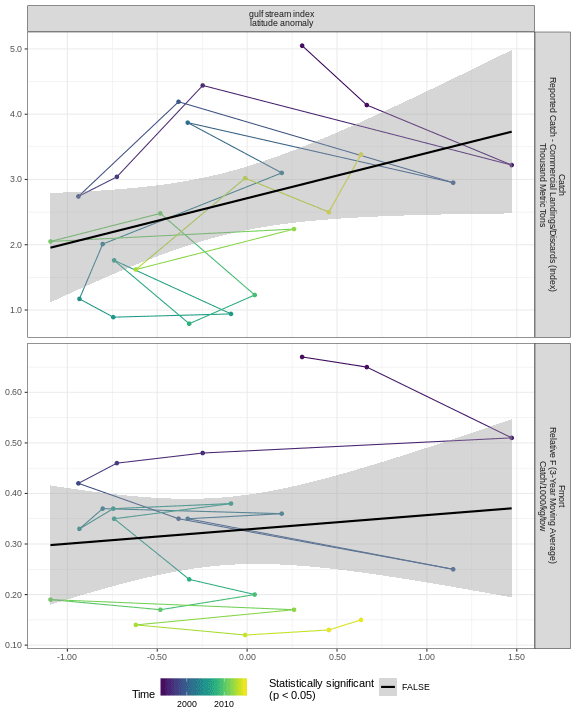 gulf stream index
latitude anomaly
5.0
4.0
3.0
2.0
1.0
Catch
Reported Catch - Commercial Landings/Discards (Index)
Thousand Metric Tons
0.60
0.50
0.40
0.30
0.20
0.10
Fmort
Relative F (3-Year Moving Average)
Catch/1000/kg/tow
-1.00
-0.50
0.00
0.50
1.00
1.50
Time
2000
2010
Statistically significant
(p < 0.05)
FALSE